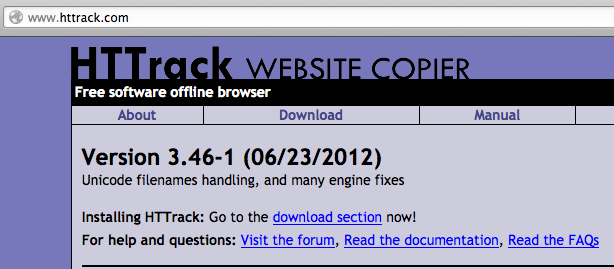 www.httrack.com
HTTrack WEBSITE COPIER
Free software offline browser
About Download Manual
Version 3.46-1 (06/23/2012)
Unicode filenames handling, and many engine fixes
Installing HTTrack: Go to the download section now!
For help and questions: Visit the forum, Read the documentation, Read the FAQs